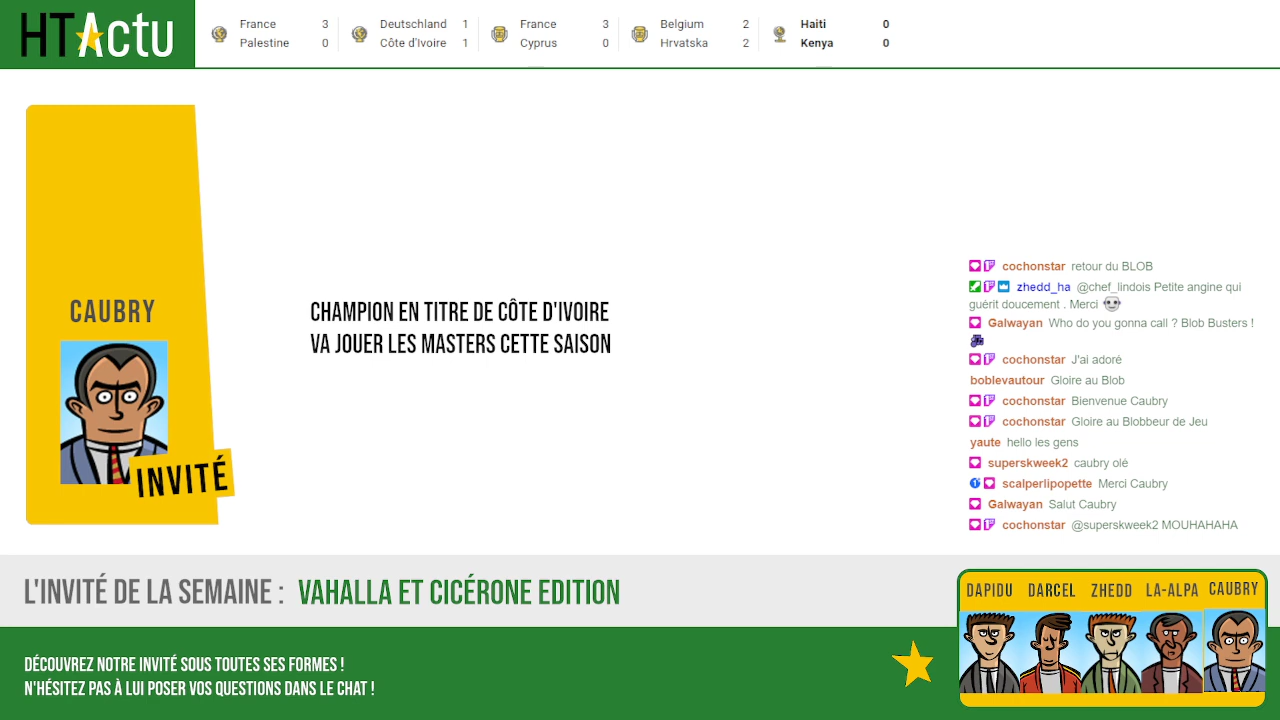 HTActu
France 3
Palestine 0
Deutschland 1
Côte d'Ivoire 1
France 3
Cyprus 0
Belgium 2
Hrvatska 2
Haiti 0
Kenya 0
CAUBRY
INVITÉ
CHAMPION EN TITRE DE CÔTE D'IVOIRE
VA JOUER LES MASTERS CETTE SAISON
cochonstar retour du BLOB
zhedd_ha @chef_lindois Petite angine qui
guérit doucement . Merci
Galwayan Who do you gonna call ? Blob Busters !
cochonstar J'ai adoré
boblevautour Gloire au Blob
cochonstar Bienvenue Caubry
cochonstar Gloire au Blobbeur de Jeu
yaute hello les gens
superskweek2 caubry olé
scalperlipopette Merci Caubry
Galwayan Salut Caubry
cochonstar @superskweek2 MOUHAHAHA
L'INVITÉ DE LA SEMAINE : VAHALLA ET CICÉRONE EDITION
DÉCOUVREZ NOTRE INVITÉ SOUS TOUTES SES FORMES !
N'HÉSITEZ PAS À LUI POSER VOS QUESTIONS DANS LE CHAT !
DAPIDU DARCEL ZHEDD LA-ALPA CAUBRY